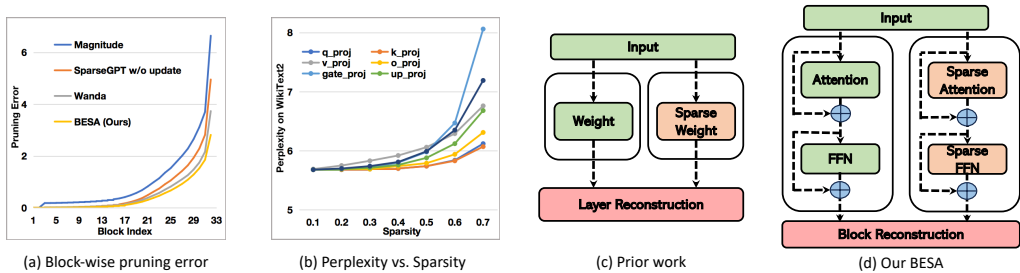 6
4
2
0
Pruning Error
Magnitude
SparseGPT w/o update
Wanda
BESA (Ours)
1 5 9 13 17 21 25 29 33
Block Index
(a) Block-wise pruning error
8
7
6
5
Perplexity WikiText2
q_proj k_proj
v_proj o_proj
gate_proj up_proj
0.1 0.2 0.3 0.4 0.5 0.6 0.7
Sparsity
(b) Perplexity vs. Sparsity
Input
Weight
Sparse
Weight
Layer Reconstruction
(c) Prior work
Input
Attention
Sparse
Attention
FFN
Sparse
FFN
Block Reconstruction
(d) Our BESA